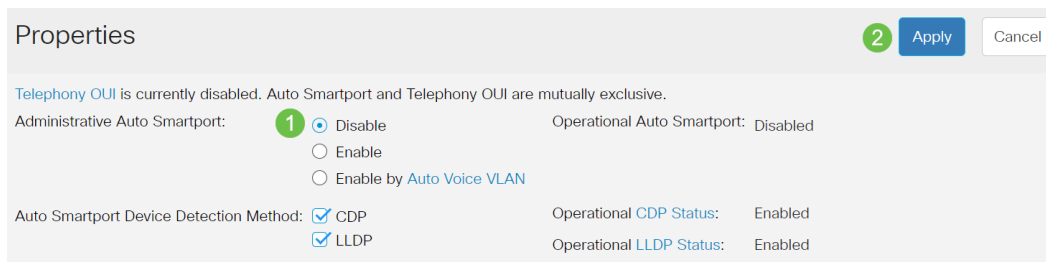 Properties
2 Apply Cancel
Telephony OUI is currently disabled. Auto Smartport and Telephony OUI are mutually exclusive.
Administrative Auto Smartport: 1 Disable Operational Auto Smartport: Disabled
Enable
Enable by Auto Voice VLAN
Auto Smartport Device Detection Method: CDP Operational CDP Status: Enabled
LLDP Operational LLDP Status: Enabled